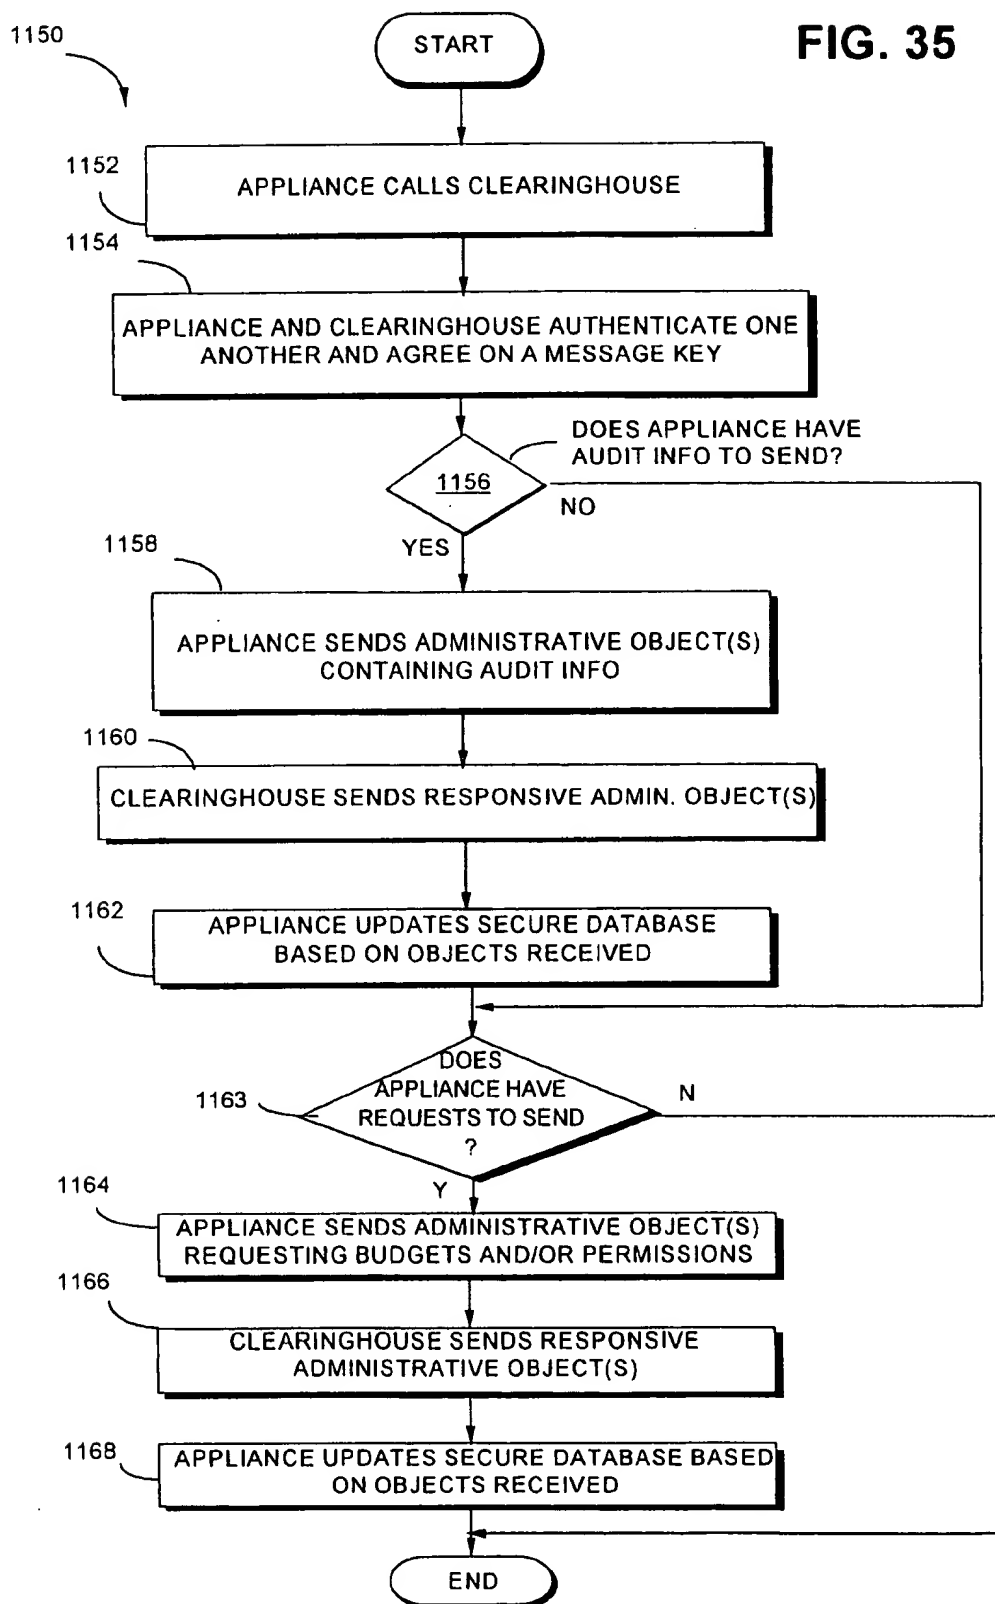 1150
START
FIG. 35
1152
APPLIANCE CALLS CLEARINGHOUSE
1154
APPLIANCE AND CLEARINGHOUSE AUTHENTICATE ONE
ANOTHER AND AGREE ON A MESSAGE KEY
DOES APPLIANCE HAVE
AUDIT INFO TO SEND?
1156
NO
YES
1158
APPLIANCE SENDS ADMINISTRATIVE OBJECT(S)
CONTAINING AUDIT INFO
1160
CLEARINGHOUSE SENDS RESPONSIVE ADMIN. OBJECT(S)
1162
APPLIANCE UPDATES SECURE DATABASE
BASED ON OBJECTS RECEIVED
DOES
APPLIANCE HAVE
REQUESTS TO SEND
?
1163
N
Y
1164
APPLIANCE SENDS ADMINISTRATIVE OBJECT(S)
REQUESTING BUDGETS AND/OR PERMISSIONS
1166
CLEARINGHOUSE SENDS RESPONSIVE
ADMINISTRATIVE OBJECT(S)
1168
APPLIANCE UPDATES SECURE DATABASE BASED
ON OBJECTS RECEIVED
END